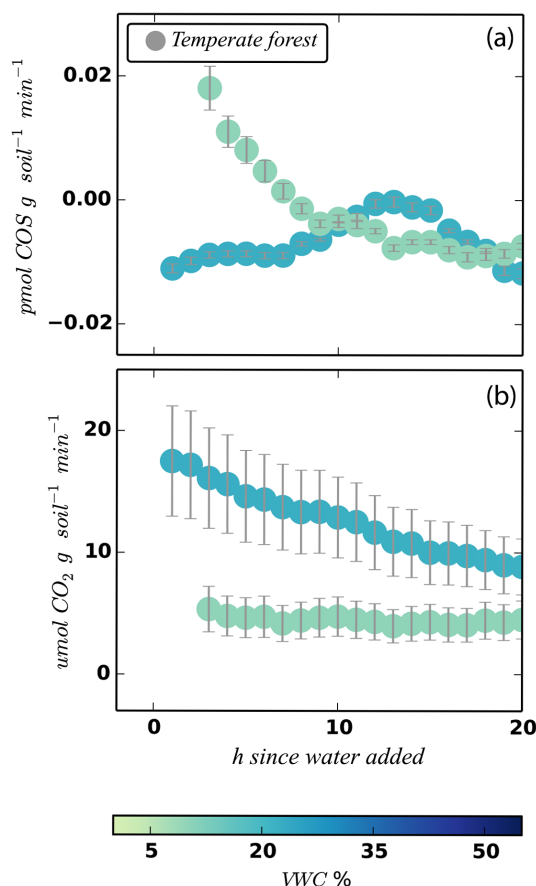 Temperate forest
(a)
0.02
0.00
−0.02
pmol COS g soil⁻¹ min⁻¹
(b)
20
10
0
umol CO₂ g soil⁻¹ min⁻¹
0 10 20
h since water added
5 20 35 50
VWC %